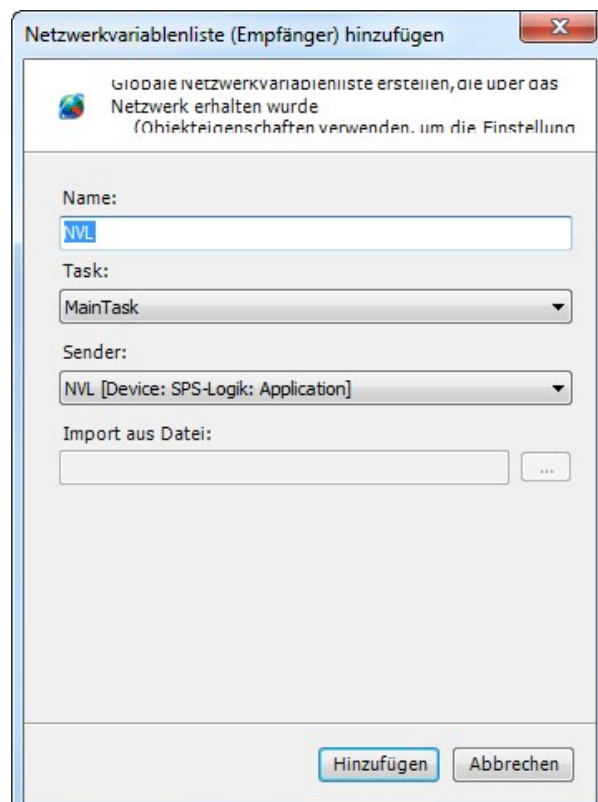 Netzwerkvariablenliste (Empfänger) hinzufügen
Globale Netzwerkvariablenliste erstellen, die über das
Netzwerk erhalten wurde
(Objekteigenschaften verwenden, um die Einstellung
Name:
NVL
Task:
MainTask
Sender:
NVL [Device: SPS-Logik: Application]
Import aus Datei:
...
Hinzufügen
Abbrechen